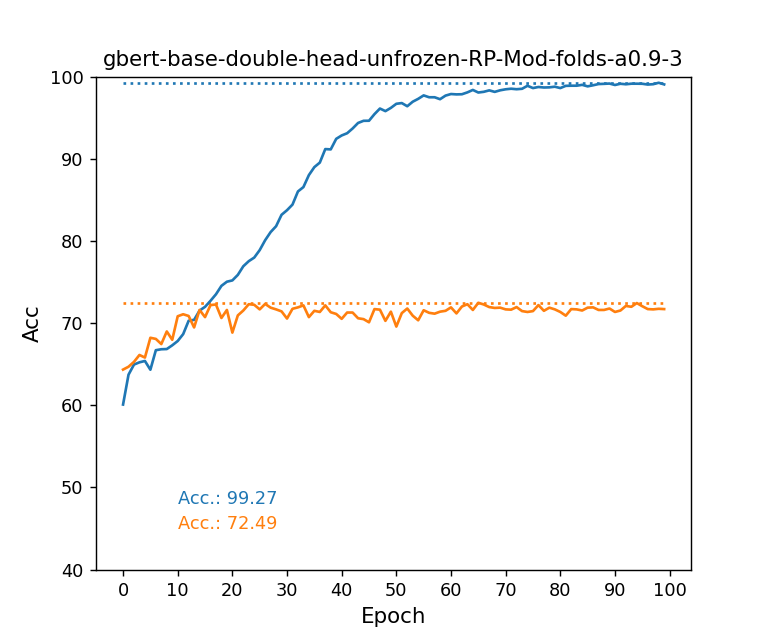 gbert-base-double-head-unfrozen-RP-Mod-folds-a0.9-3
100
90
80
70
60
50
40
Acc
Acc.: 99.27
Acc.: 72.49
0 10 20 30 40 50 60 70 80 90 100
Epoch